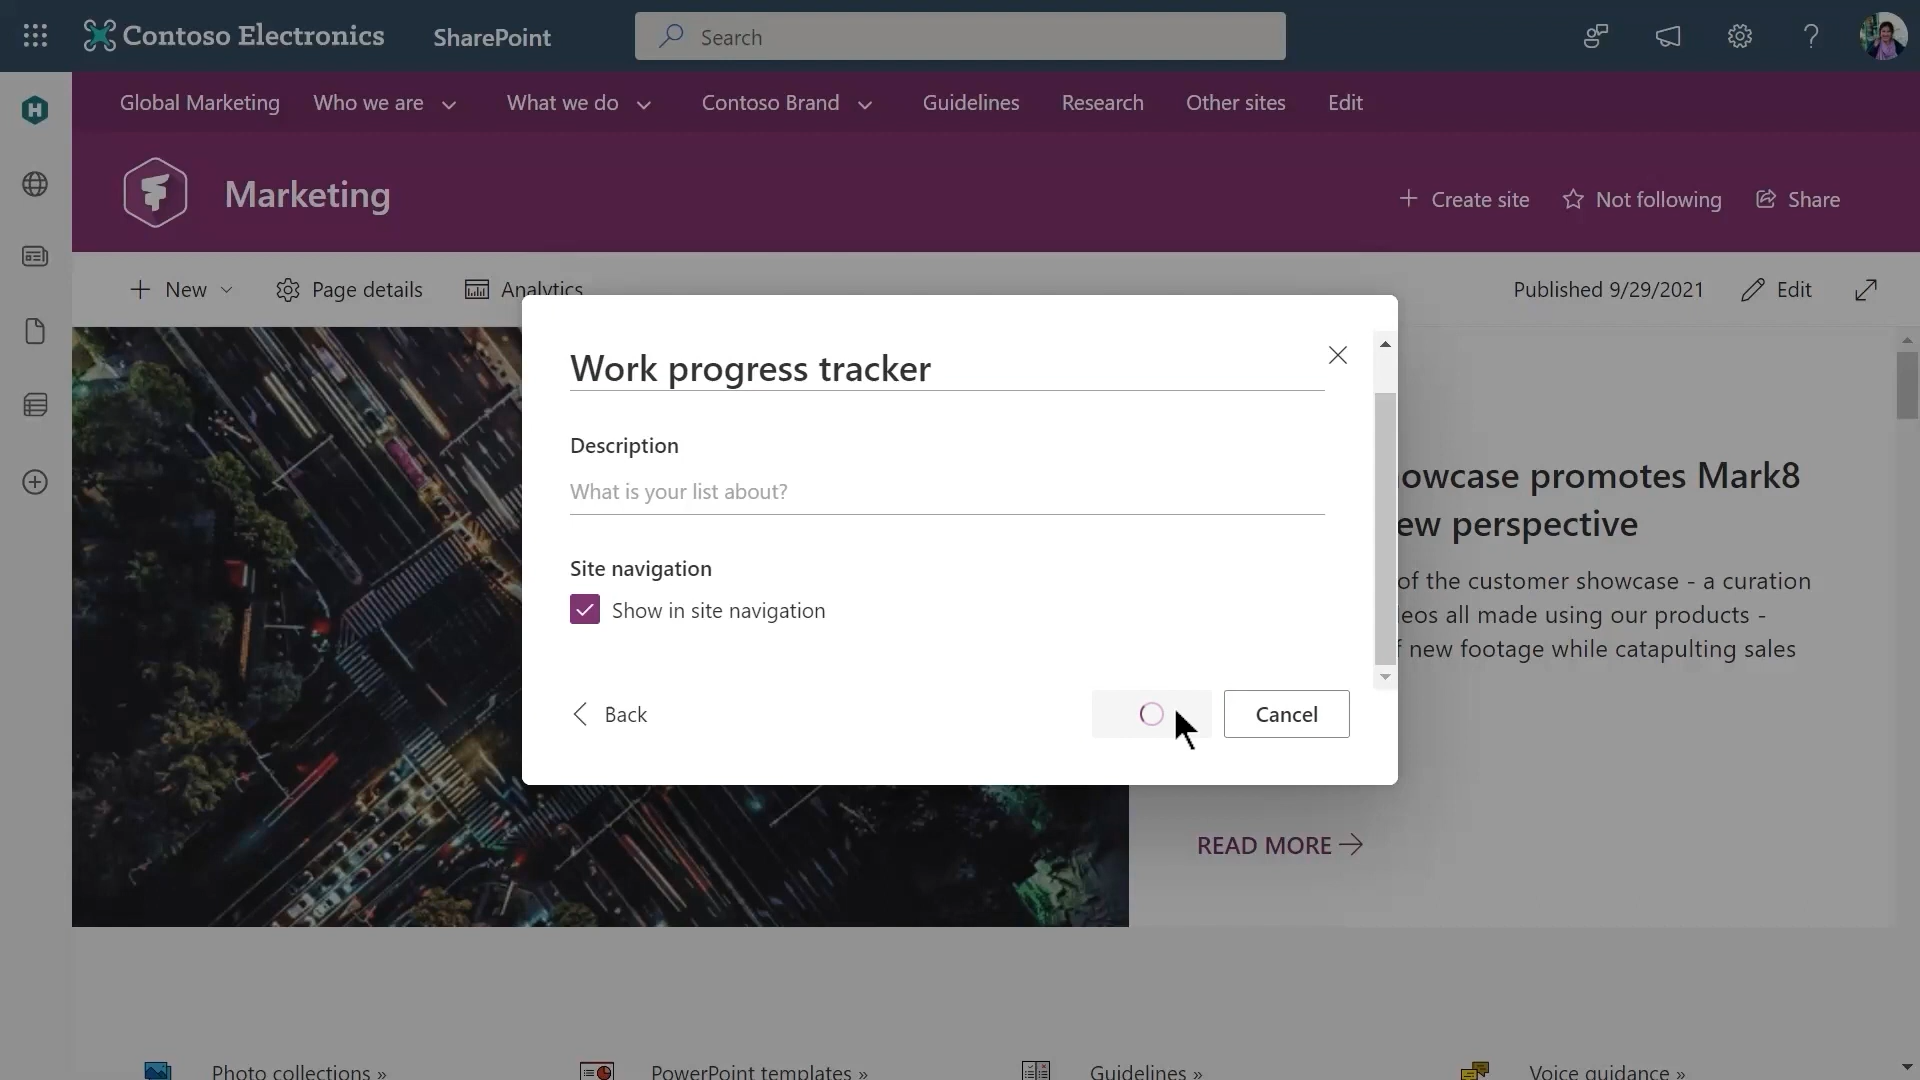 Contoso Electronics
SharePoint
Search
Global Marketing
Who we are
What we do
Contoso Brand
Guidelines
Research
Other sites
Edit
Marketing
Create site
Not following
Share
New
Page details
Analytics
Published 9/29/2021
Edit
Work progress tracker
Description
What is your list about?
Site navigation
Show in site navigation
Back
Cancel
owcase promotes Mark8
ew perspective
of the customer showcase - a curation
eos all made using our products -
f new footage while catapulting sales
READ MORE
Photo collections »
PowerPoint templates »
Guidelines »
Voice guidance »